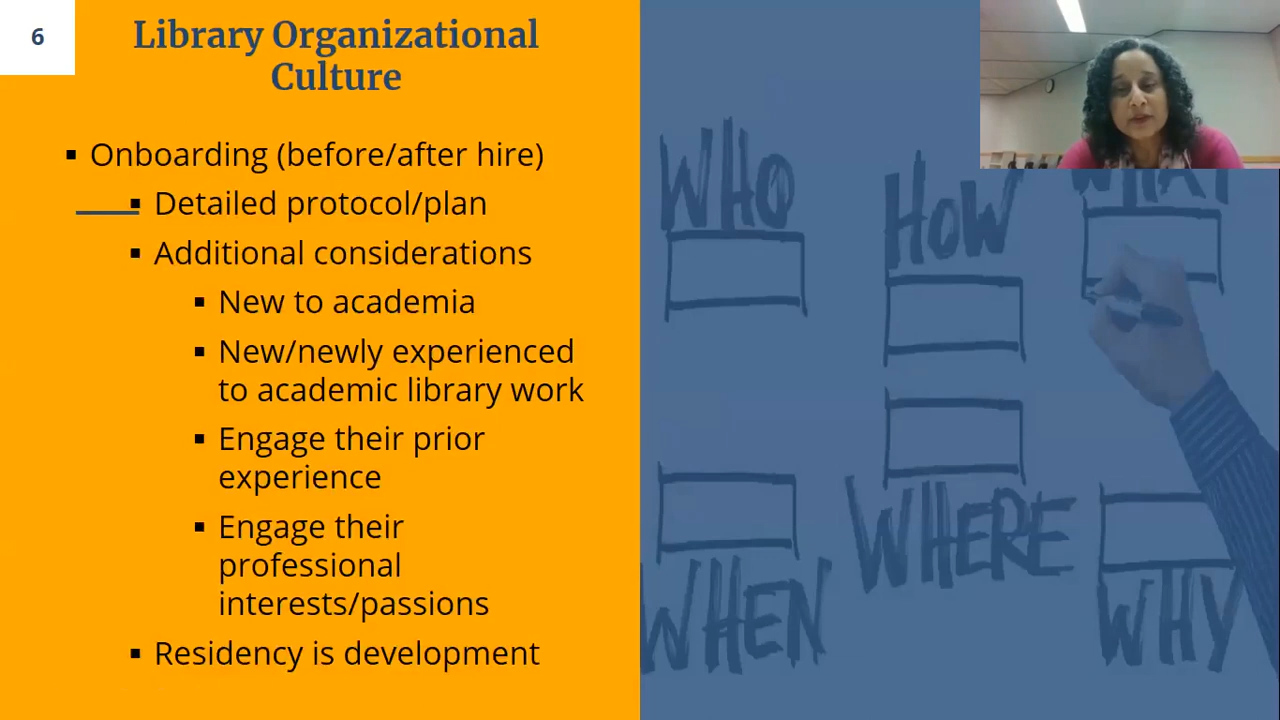 6
Library Organizational
Culture
▪ Onboarding (before/after hire)
▪ Detailed protocol/plan
▪ Additional considerations
▪ New to academia
▪ New/newly experienced
to academic library work
▪ Engage their prior
experience
▪ Engage their
professional
interests/passions
▪ Residency is development
WHO
HOW
WHAT
WHEN
WHERE
WHY